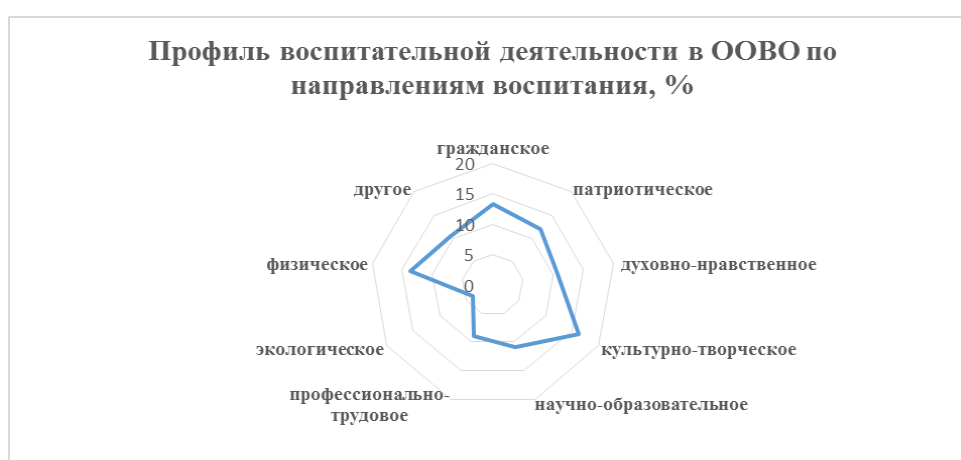 Профиль воспитательной деятельности в ООВО по
направлениям воспитания, %
гражданское
20
15
10
5
0
патриотическое
духовно-нравственное
культурно-творческое
научно-образовательное
профессионально-
трудовое
экологическое
физическое
другое